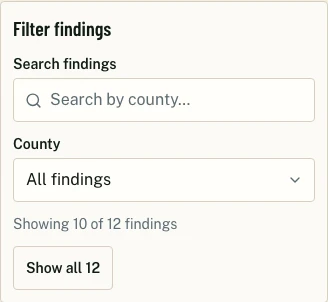 Filter findings
Search findings
Search by county...
County
All findings
Showing 10 of 12 findings
Show all 12